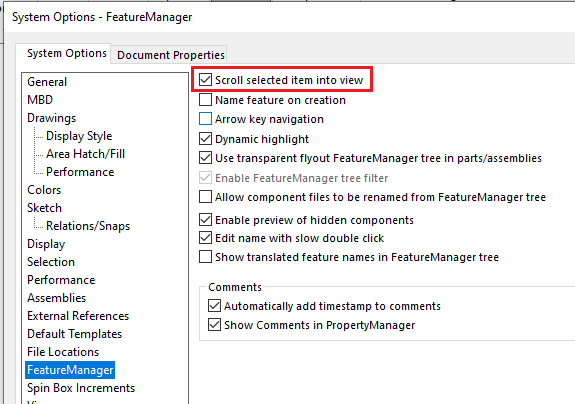 System Options - FeatureManager
System Options
Document Properties
General
MBD
Drawings
Display Style
Area Hatch/Fill
Performance
Colors
Sketch
Relations/Snaps
Display
Selection
Performance
Assemblies
External References
Default Templates
File Locations
FeatureManager
Spin Box Increments
Scroll selected item into view
Name feature on creation
Arrow key navigation
Dynamic highlight
Use transparent flyout FeatureManager tree in parts/assemblies
Enable FeatureManager tree filter
Allow component files to be renamed from FeatureManager tree
Enable preview of hidden components
Edit name with slow double click
Show translated feature names in FeatureManager tree
Comments
Automatically add timestamp to comments
Show Comments in PropertyManager